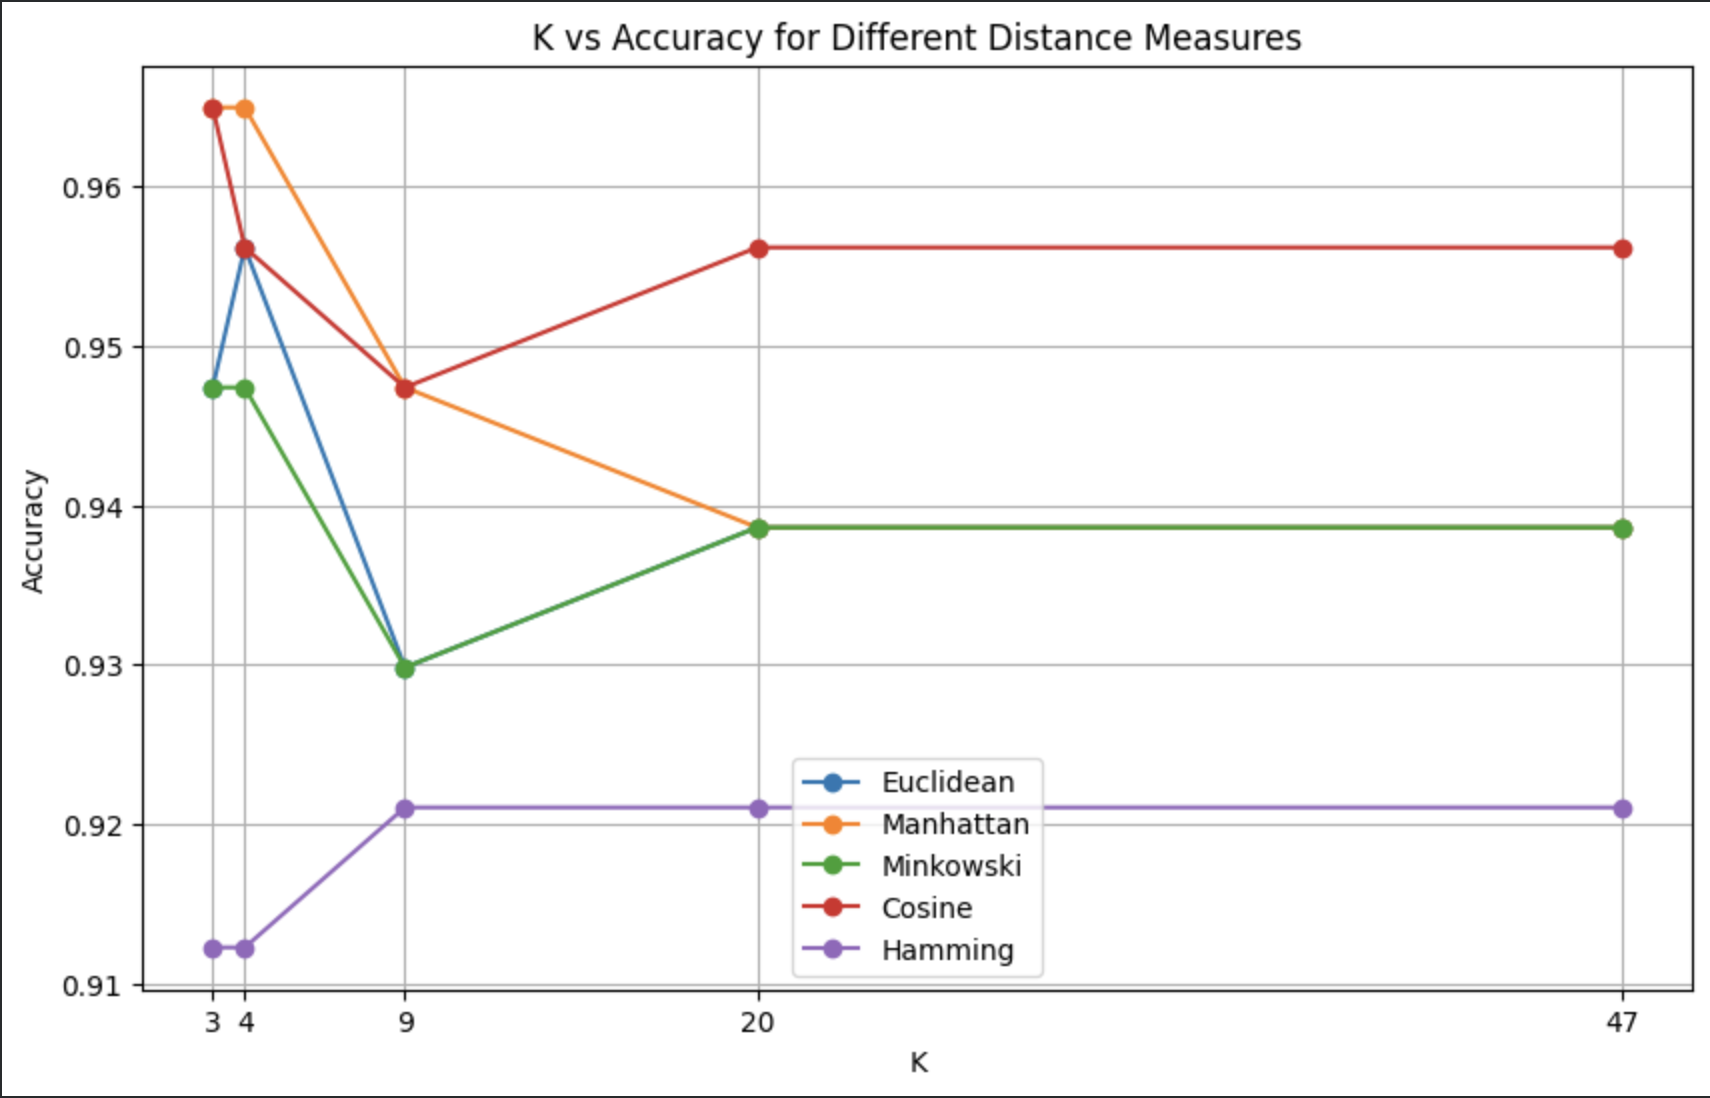 K vs Accuracy for Different Distance Measures
0.96
0.95
0.94
0.93
0.92
0.91
Accuracy
Euclidean
Manhattan
Minkowski
Cosine
Hamming
3 4 9 20 47
K